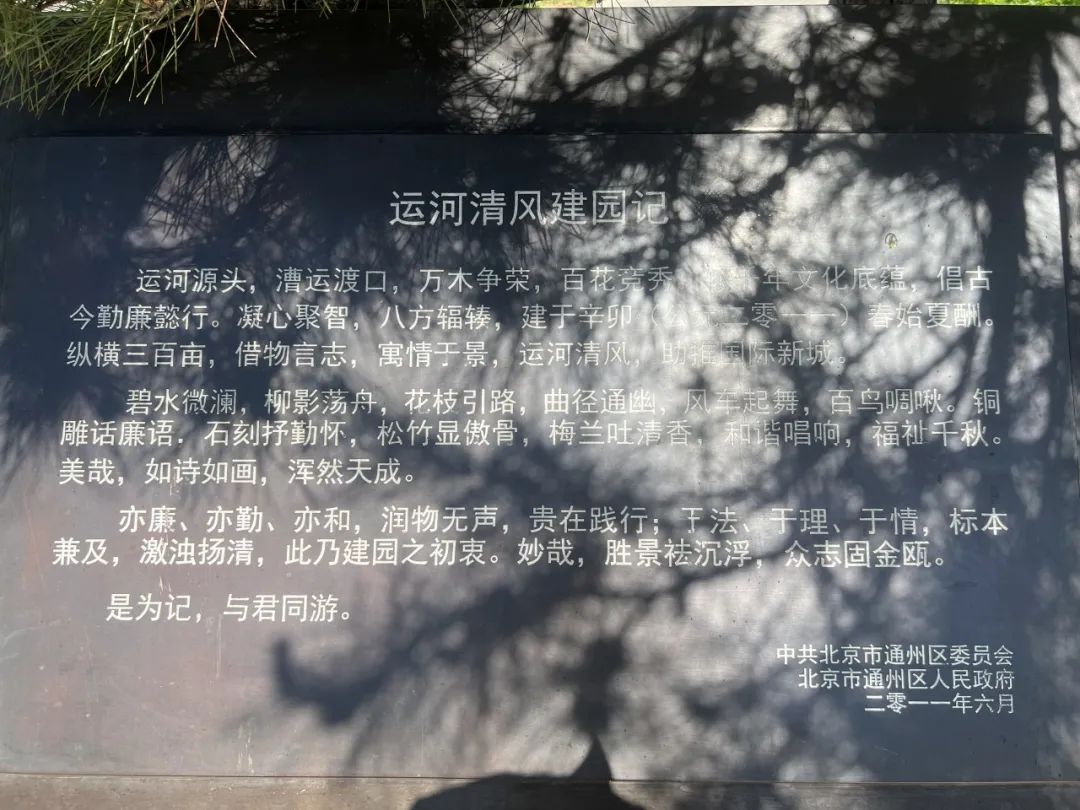 运河清风建园记
运河源头，漕运渡口，万木争荣，百花竞秀，千年文化底蕴，倡古
今勤廉懿行。凝心聚智，八方辐辏，建于辛卯（公元二零一一）春始夏酬。
纵横三百亩，借物言志，寓情于景，运河清风，助推国际新城。
碧水微澜，柳影荡舟，花枝引路，曲径通幽，风车起舞，百鸟啁啾。铜
雕话廉语．石刻抒勤怀，松竹显傲骨，梅兰吐清香，和谐唱响，福祉千秋。
美哉，如诗如画，浑然天成。
亦廉、亦勤、亦和，润物无声，贵在践行；于法、于理、于情，标本
兼及，激浊扬清，此乃建园之初衷。妙哉，胜景祛沉浮，众志固金瓯。
是为记，与君同游。
中共北京市通州区委员会
北京市通州区人民政府
二零一一年六月